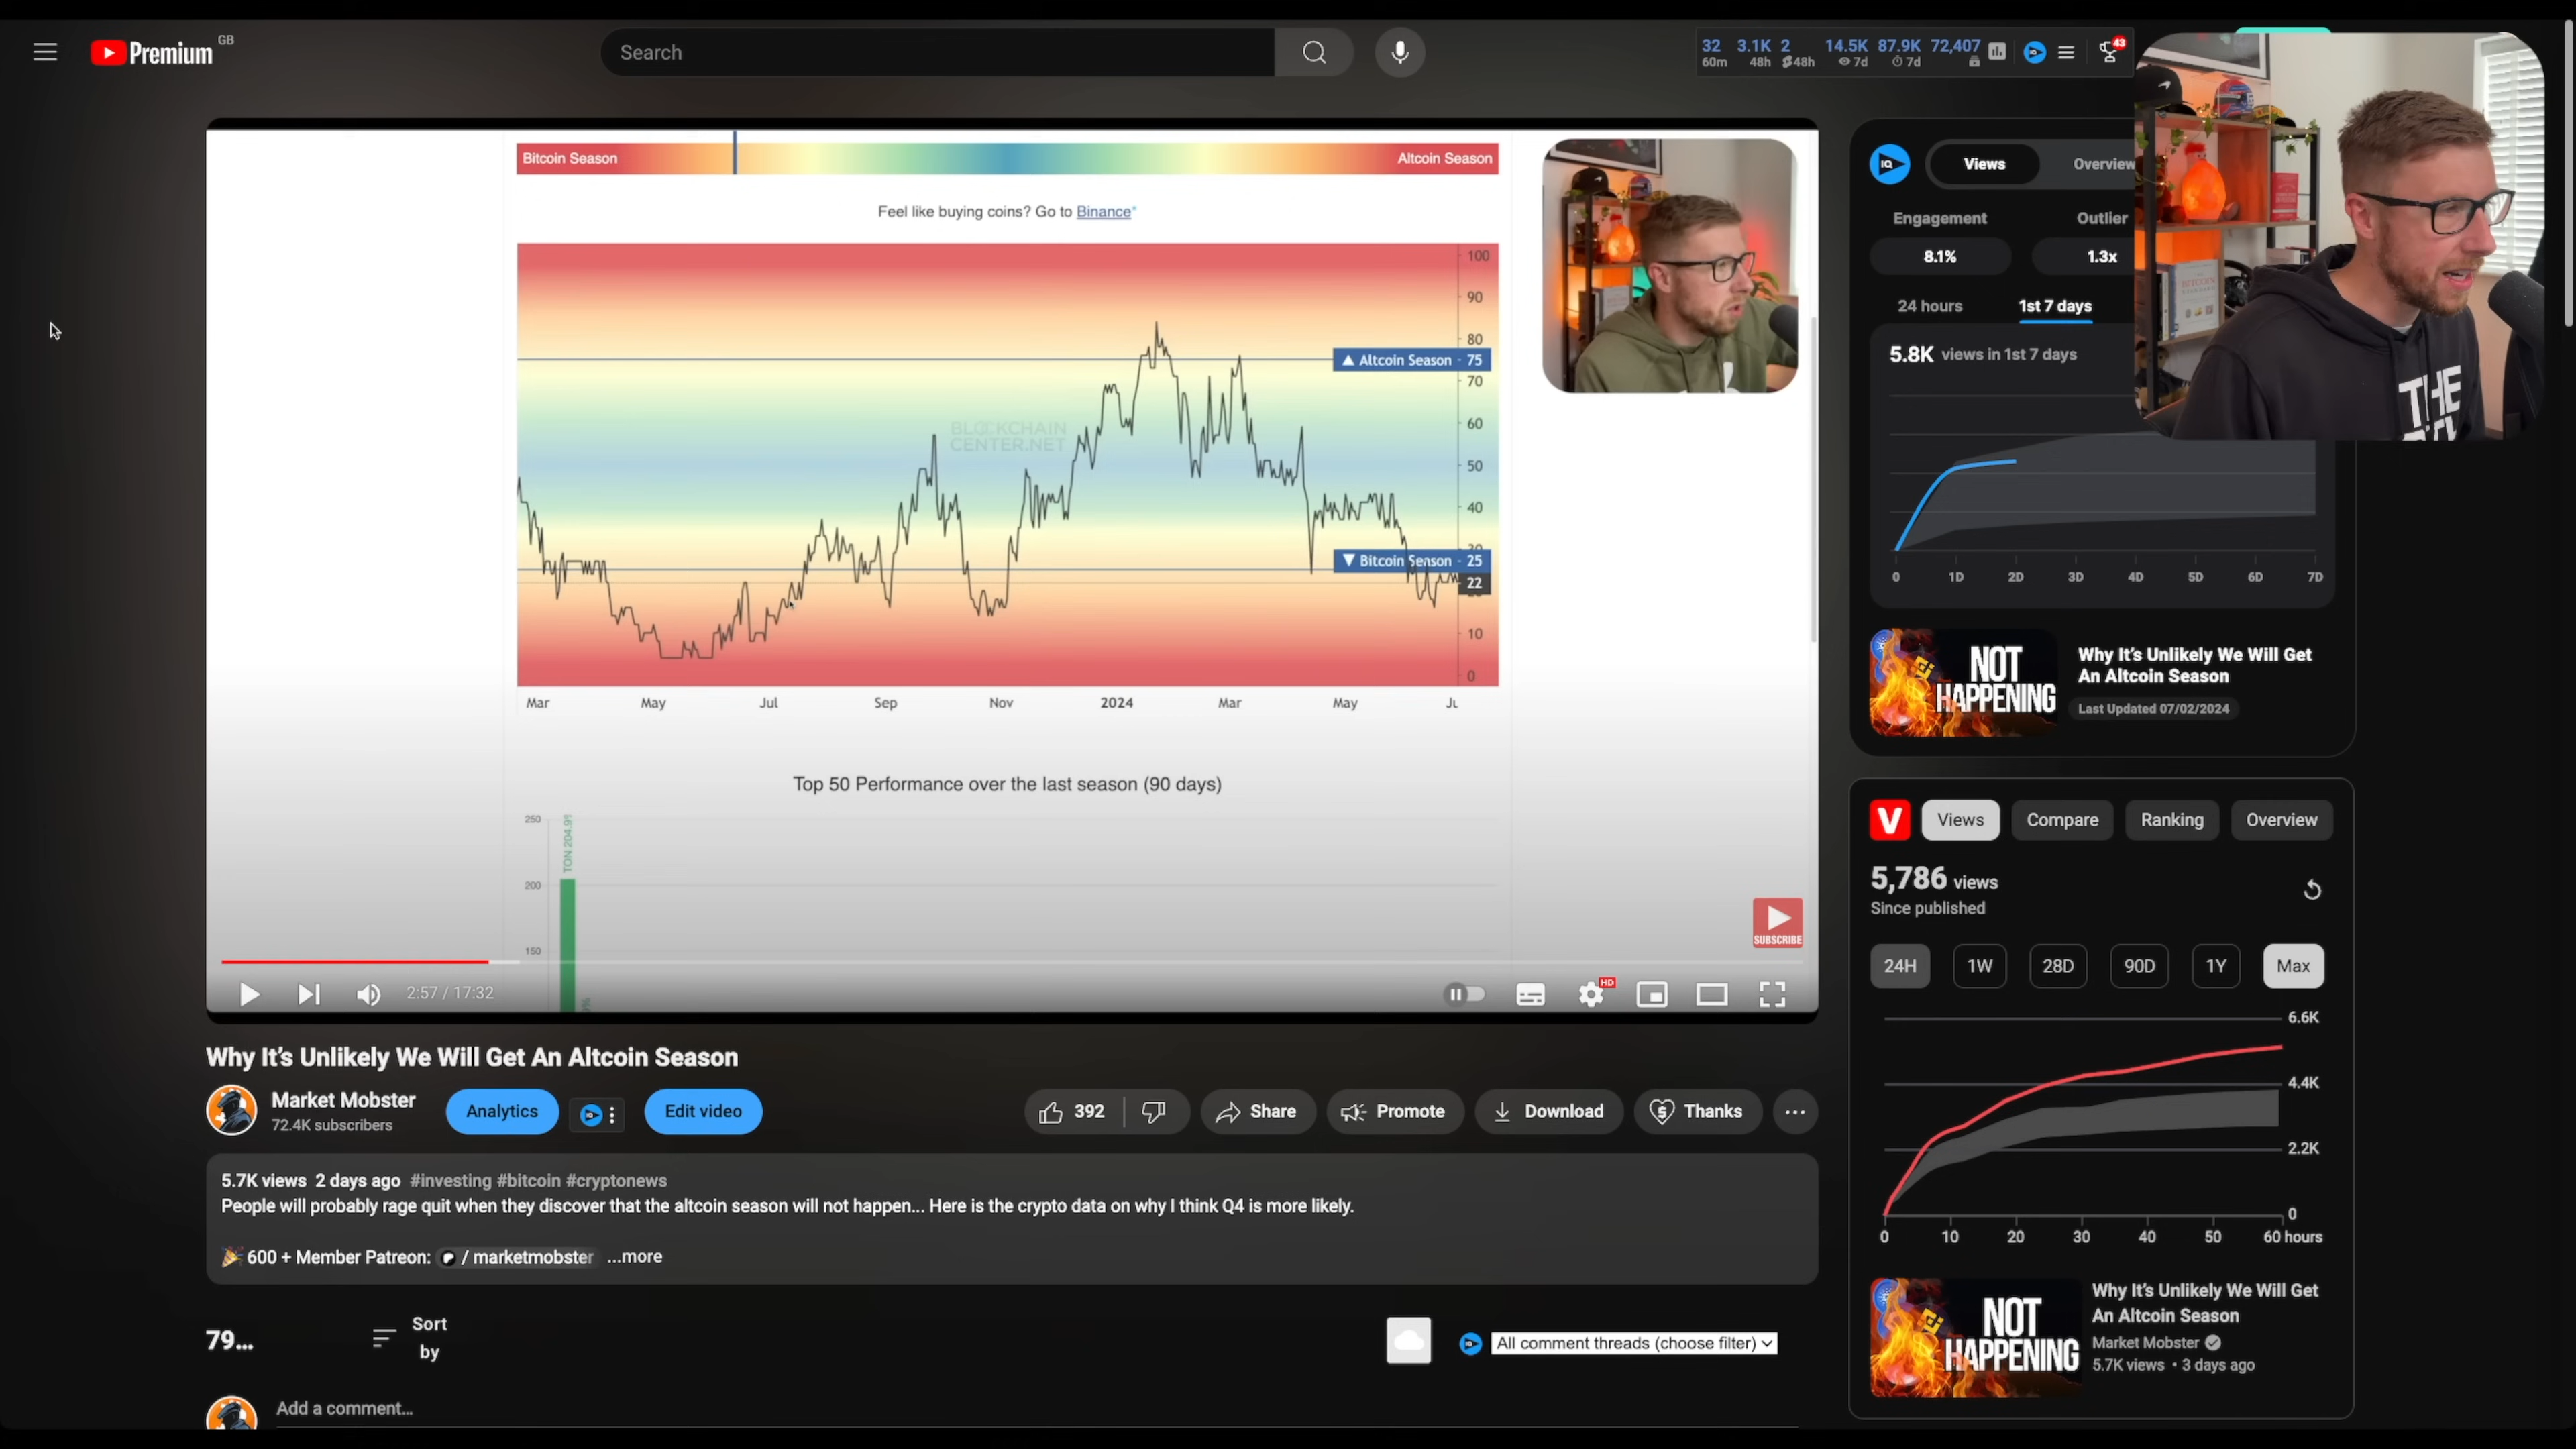 Premium GB
Search
32 3.1K 2 14.5K 87.9K 72,407
60m 48h 48h 7d 7d
43
Bitcoin Season Altcoin Season
Feel like buying coins? Go to Binance*
100
90
80
Altcoin Season - 75
70
60
BLOCKCHAIN
CENTER.NET
50
40
30
Bitcoin Season - 25
22
10
0
Mar May Jul Sep Nov 2024 Mar May
Top 50 Performance over the last season (90 days)
250
TON 204.9%
200
150
SUBSCRIBE
2:57 / 17:32
HD
Why It's Unlikely We Will Get An Altcoin Season
Market Mobster
72.4K subscribers
Analytics
IQ
Edit video
392
Share
Promote
Download
Thanks
5.7K views 2 days ago #investing #bitcoin #cryptonews
People will probably rage quit when they discover that the altcoin season will not happen... Here is the crypto data on why I think Q4 is more likely.
600 + Member Patreon: / marketmobster ...more
79...
Sort
by
All comment threads (choose filter)
Add a comment...
IQ
Views Overview
Engagement Outlier
8.1% 1.3x
24 hours 1st 7 days
5.8K views in 1st 7 days
THE
0 1D 2D 3D 4D 5D 6D 7D
NOT
HAPPENING
Why It's Unlikely We Will Get
An Altcoin Season
Last Updated 07/02/2024
V
Views Compare Ranking Overview
5,786 views
Since published
24H 1W 28D 90D 1Y Max
6.6K
4.4K
2.2K
0
0 10 20 30 40 50 60 hours
NOT
HAPPENING
Why It's Unlikely We Will Get
An Altcoin Season
Market Mobster
5.7K views • 3 days ago